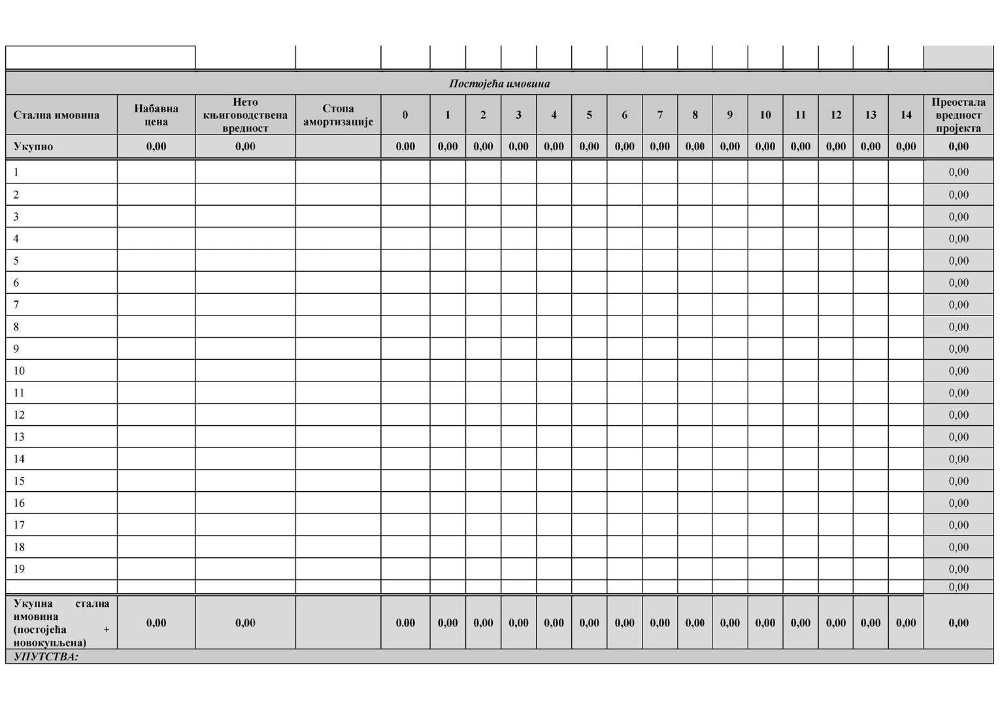 Постојећа имовина
Стална имовина Набавна цена Нето књиговодствена вредност Стопа амортизације 0 1 2 3 4 5 6 7 8 9 10 11 12 13 14 Преостала вредност пројекта
Укупно 0,00 0,00 0,00 0,00 0,00 0,00 0,00 0,00 0,00 0,00 0,00 0,00 0,00 0,00 0,00 0,00 0,00 0,00
1 0,00
2 0,00
3 0,00
4 0,00
5 0,00
6 0,00
7 0,00
8 0,00
9 0,00
10 0,00
11 0,00
12 0,00
13 0,00
14 0,00
15 0,00
16 0,00
17 0,00
18 0,00
19 0,00
0,00
Укупна стална
имовина
(постојећа +
новокупљена) 0,00 0,00 0,00 0,00 0,00 0,00 0,00 0,00 0,00 0,00 0,00 0,00 0,00 0,00 0,00 0,00 0,00 0,00
УПУТСТВА: